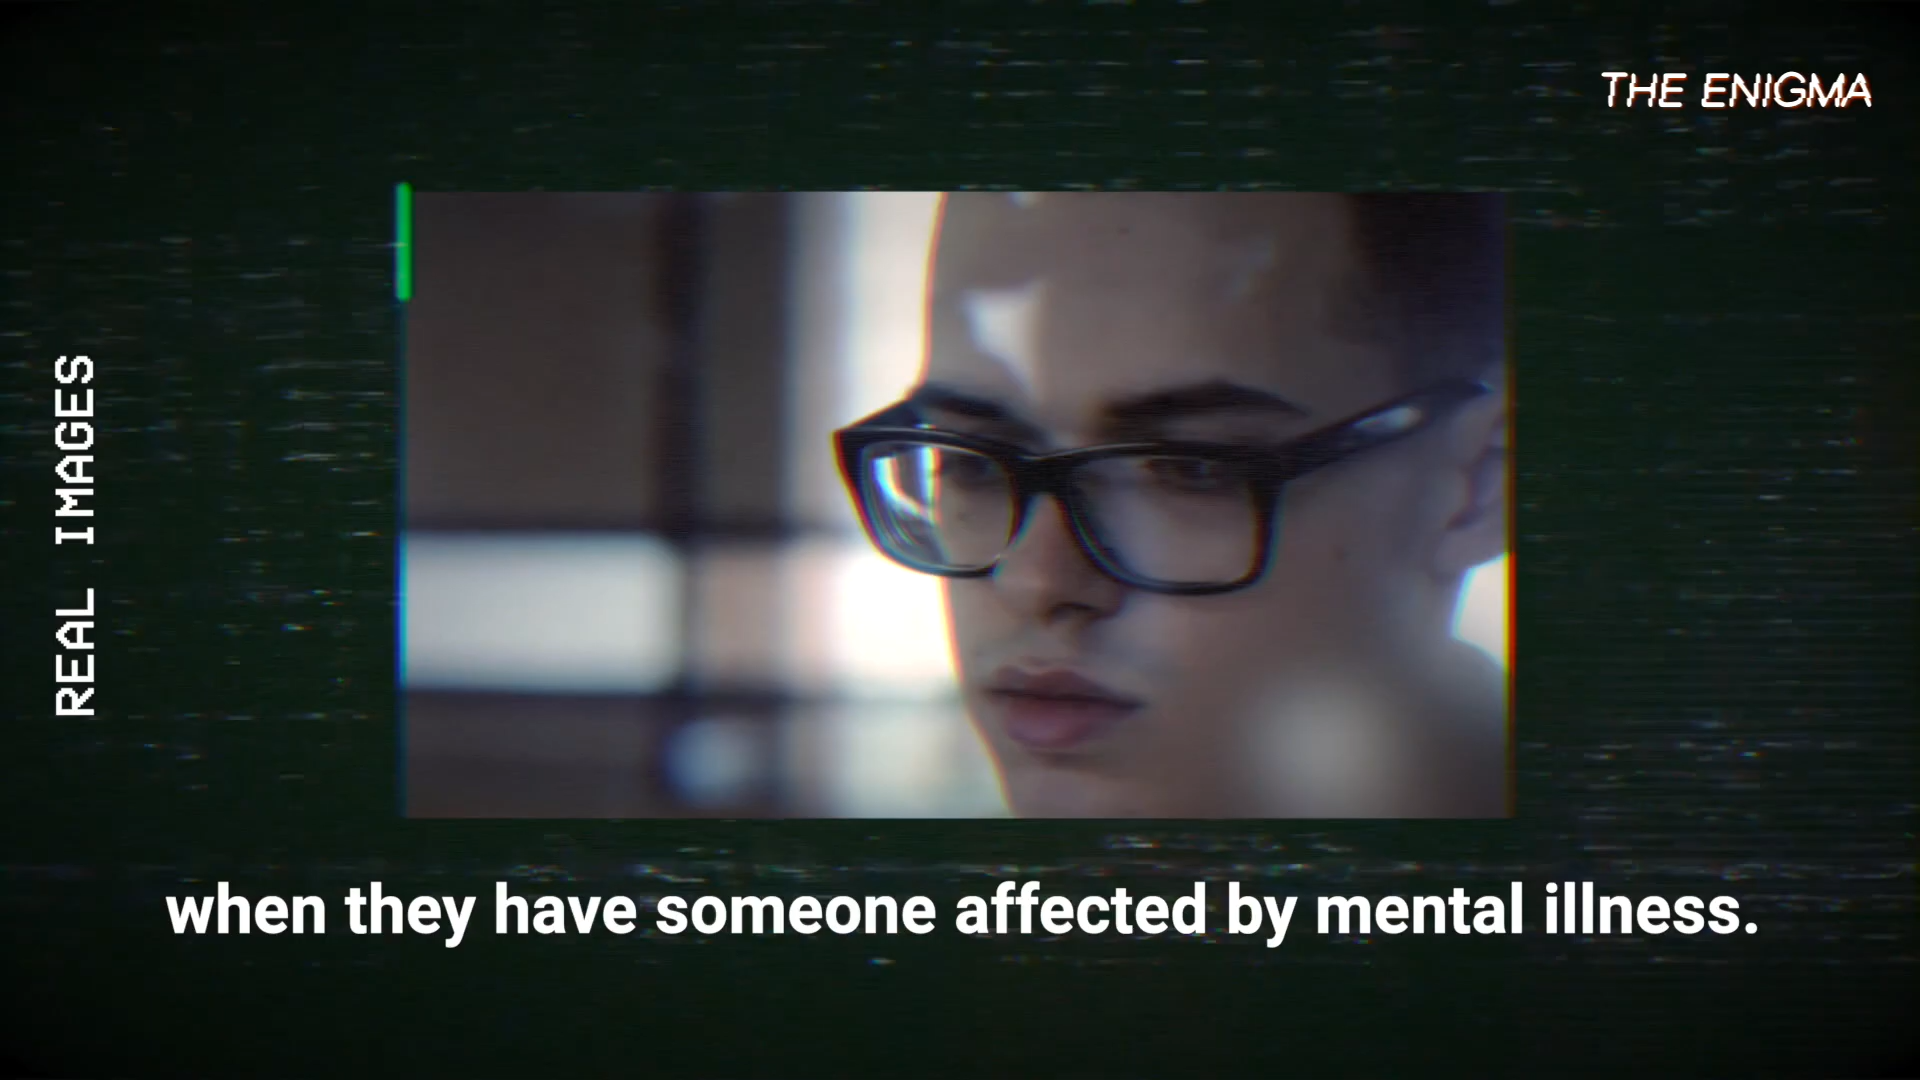 THE ENIGMA
REAL IMAGES
when they have someone affected by mental illness.